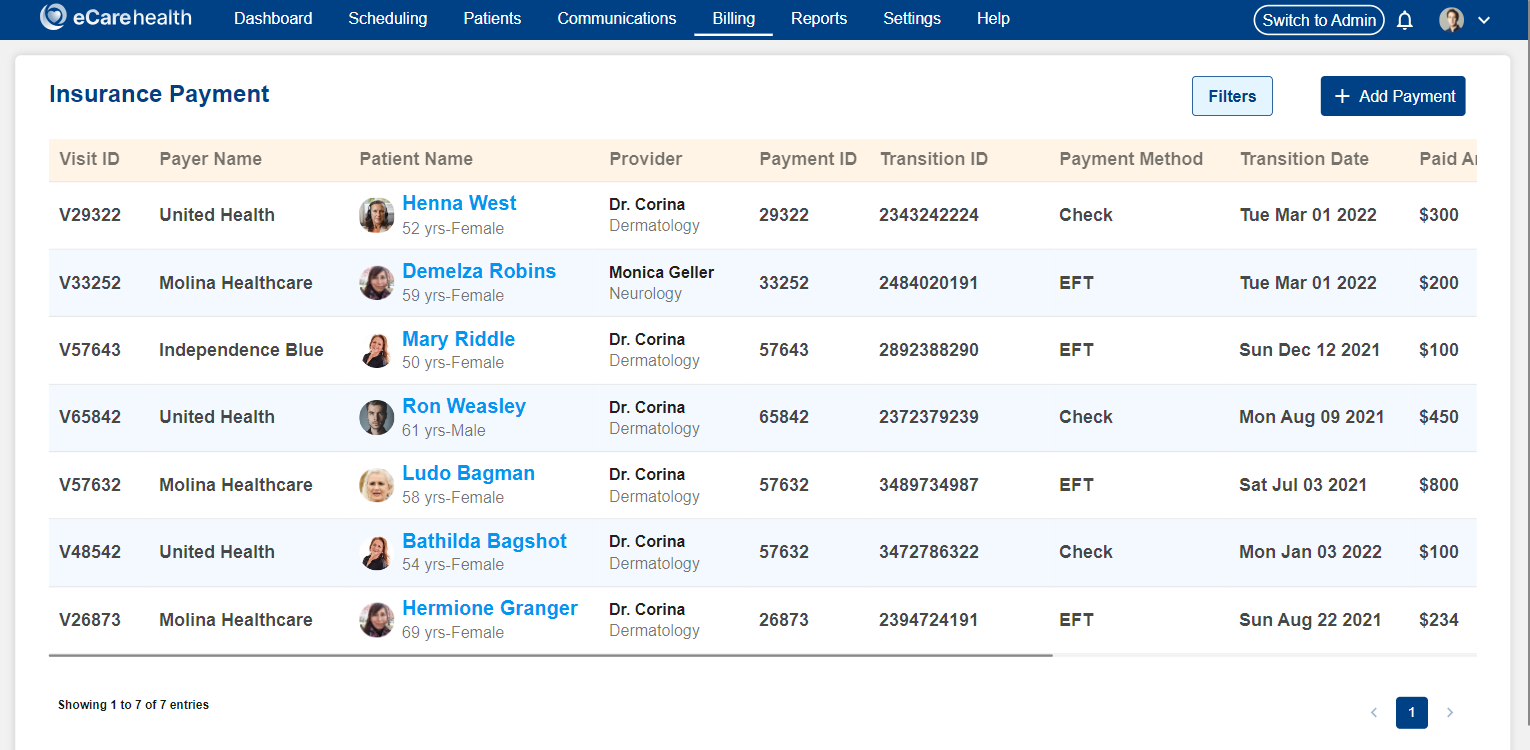 eCarehealth Dashboard Scheduling Patients Communications Billing Reports Settings Help Switch to Admin
Insurance Payment Filters + Add Payment
Visit ID Payer Name Patient Name Provider Payment ID Transition ID Payment Method Transition Date Paid
V29322 United Health Henna West 52 yrs-Female Dr. Corina Dermatology 29322 2343242224 Check Tue Mar 01 2022 $300
V33252 Molina Healthcare Demelza Robins 59 yrs-Female Monica Geller Neurology 33252 2484020191 EFT Tue Mar 01 2022 $200
V57643 Independence Blue Mary Riddle 50 yrs-Female Dr. Corina Dermatology 57643 2892388290 EFT Sun Dec 12 2021 $100
V65842 United Health Ron Weasley 61 yrs-Male Dr. Corina Dermatology 65842 2372379239 Check Mon Aug 09 2021 $450
V57632 Molina Healthcare Ludo Bagman 58 yrs-Female Dr. Corina Dermatology 57632 3489734987 EFT Sat Jul 03 2021 $800
V48542 United Health Bathilda Bagshot 54 yrs-Female Dr. Corina Dermatology 57632 3472786322 Check Mon Jan 03 2022 $100
V26873 Molina Healthcare Hermione Granger 69 yrs-Female Dr. Corina Dermatology 26873 2394724191 EFT Sun Aug 22 2021 $234
Showing 1 to 7 of 7 entries 1